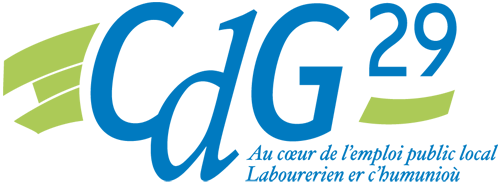 CdG 29
Au cœur de l'emploi public local
Labourerien er c'humunioù